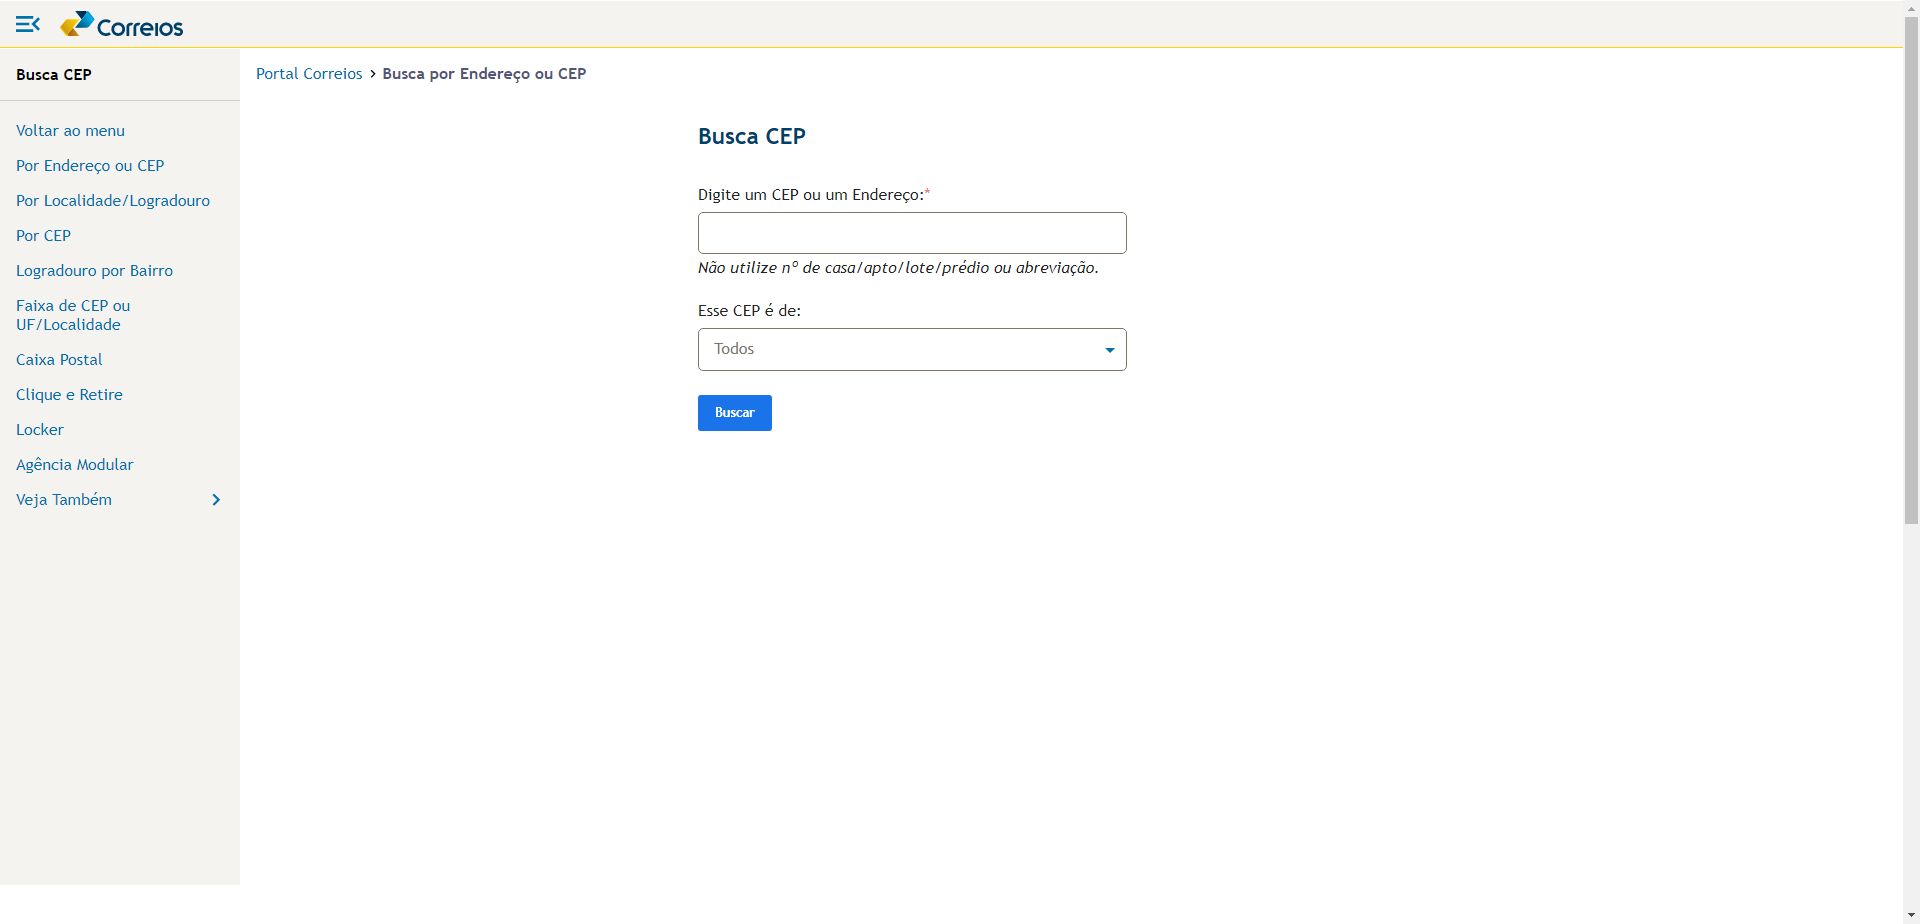 Correios
Busca CEP
Voltar ao menu
Por Endereço ou CEP
Por Localidade/Logradouro
Por CEP
Logradouro por Bairro
Faixa de CEP ou
UF/Localidade
Caixa Postal
Clique e Retire
Locker
Agência Modular
Veja Também
Portal Correios > Busca por Endereço ou CEP
Busca CEP
Digite um CEP ou um Endereço:*
Não utilize nº de casa/apto/lote/prédio ou abreviação.
Esse CEP é de:
Todos
Buscar